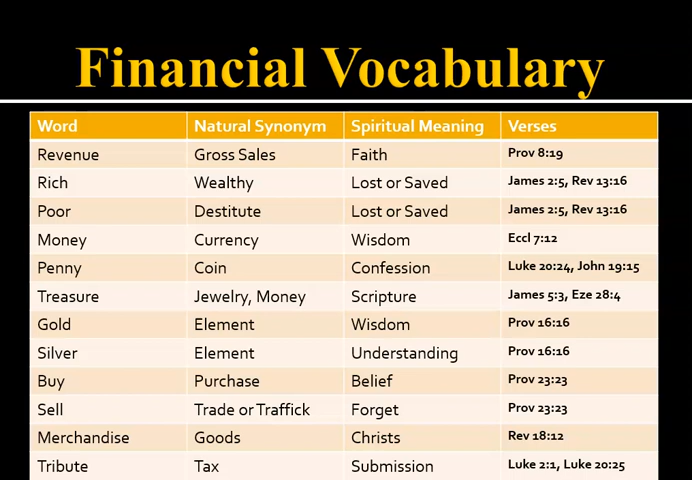 Financial Vocabulary
Word Natural Synonym Spiritual Meaning Verses
Revenue Gross Sales Faith Prov 8:19
Rich Wealthy Lost or Saved James 2:5, Rev 13:16
Poor Destitute Lost or Saved James 2:5, Rev 13:16
Money Currency Wisdom Eccl 7:12
Penny Coin Confession Luke 20:24, John 19:15
Treasure Jewelry, Money Scripture James 5:3, Eze 28:4
Gold Element Wisdom Prov 16:16
Silver Element Understanding Prov 16:16
Buy Purchase Belief Prov 23:23
Sell Trade or Traffick Forget Prov 23:23
Merchandise Goods Christs Rev 18:12
Tribute Tax Submission Luke 2:1, Luke 20:25